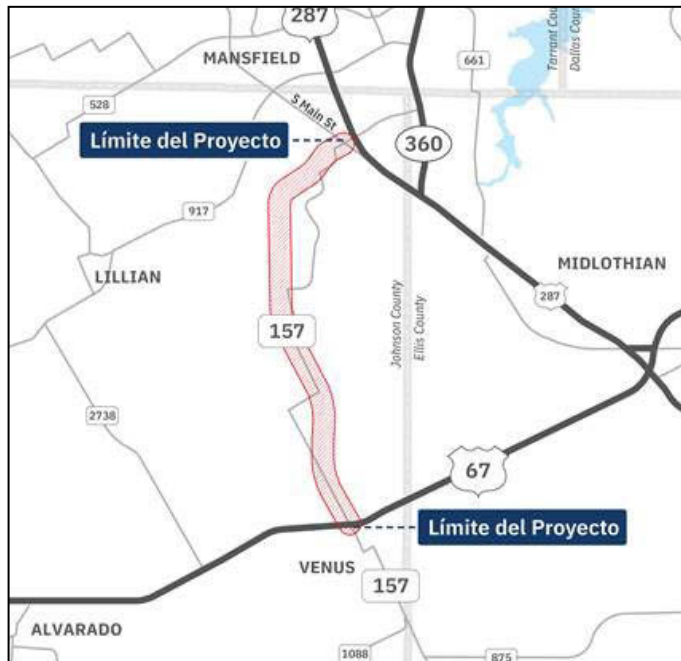 287
MANSFIELD
661
Tarrant Cou
Dallas County
528
S Main St
Límite del Proyecto
360
917
LILLIAN
MIDLOTHIAN
287
157
Johnson County
Ellis County
2738
67
Límite del Proyecto
VENUS
157
ALVARADO
1088
875